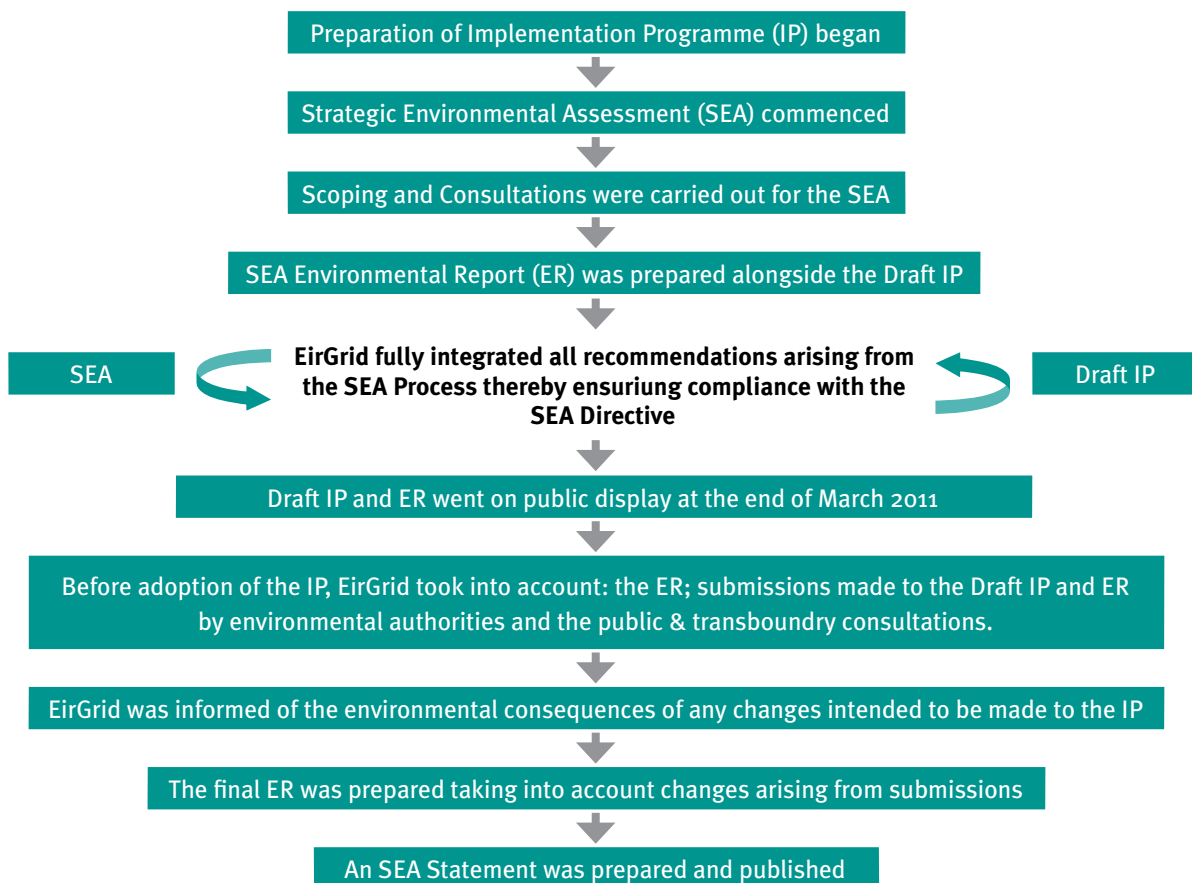 Preparation of Implementation Programme (IP) began
Strategic Environmental Assessment (SEA) commenced
Scoping and Consultations were carried out for the SEA
SEA Environmental Report (ER) was prepared alongside the Draft IP
SEA
EirGrid fully integrated all recommendations arising from
the SEA Process thereby ensuriung compliance with the
SEA Directive
Draft IP
Draft IP and ER went on public display at the end of March 2011
Before adoption of the IP, EirGrid took into account: the ER; submissions made to the Draft IP and ER
by environmental authorities and the public & transboundry consultations.
EirGrid was informed of the environmental consequences of any changes intended to be made to the IP
The final ER was prepared taking into account changes arising from submissions
An SEA Statement was prepared and published